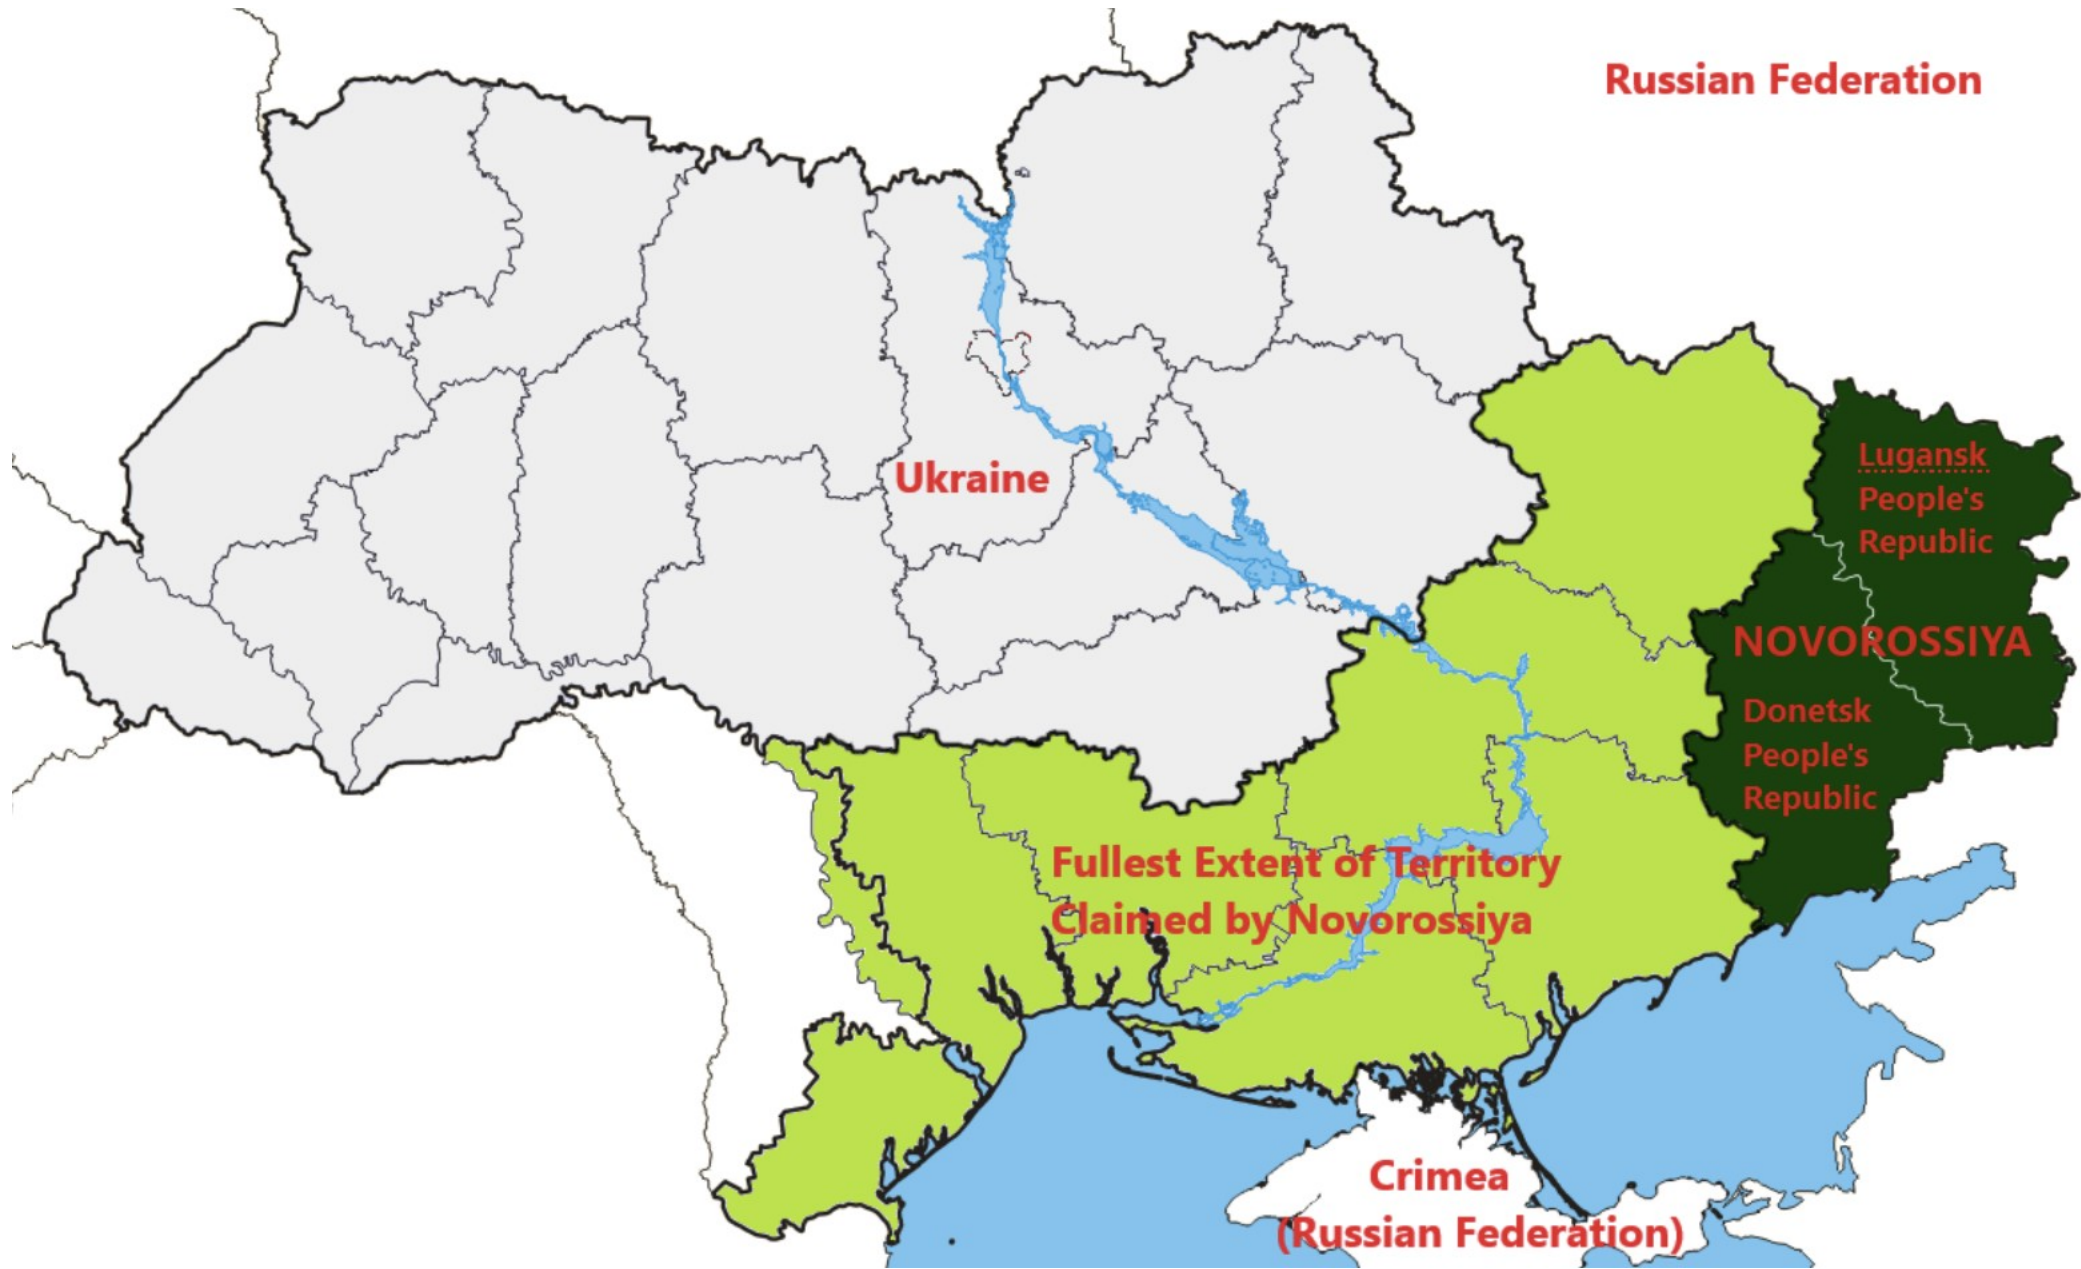 Russian Federation
Lugansk
People's
Republic
Ukraine
NOVOROSSIYA
Donetsk
People's
Republic
Fullest Extent of Territory
Claimed by Novorossiya
Crimea
(Russian Federation)